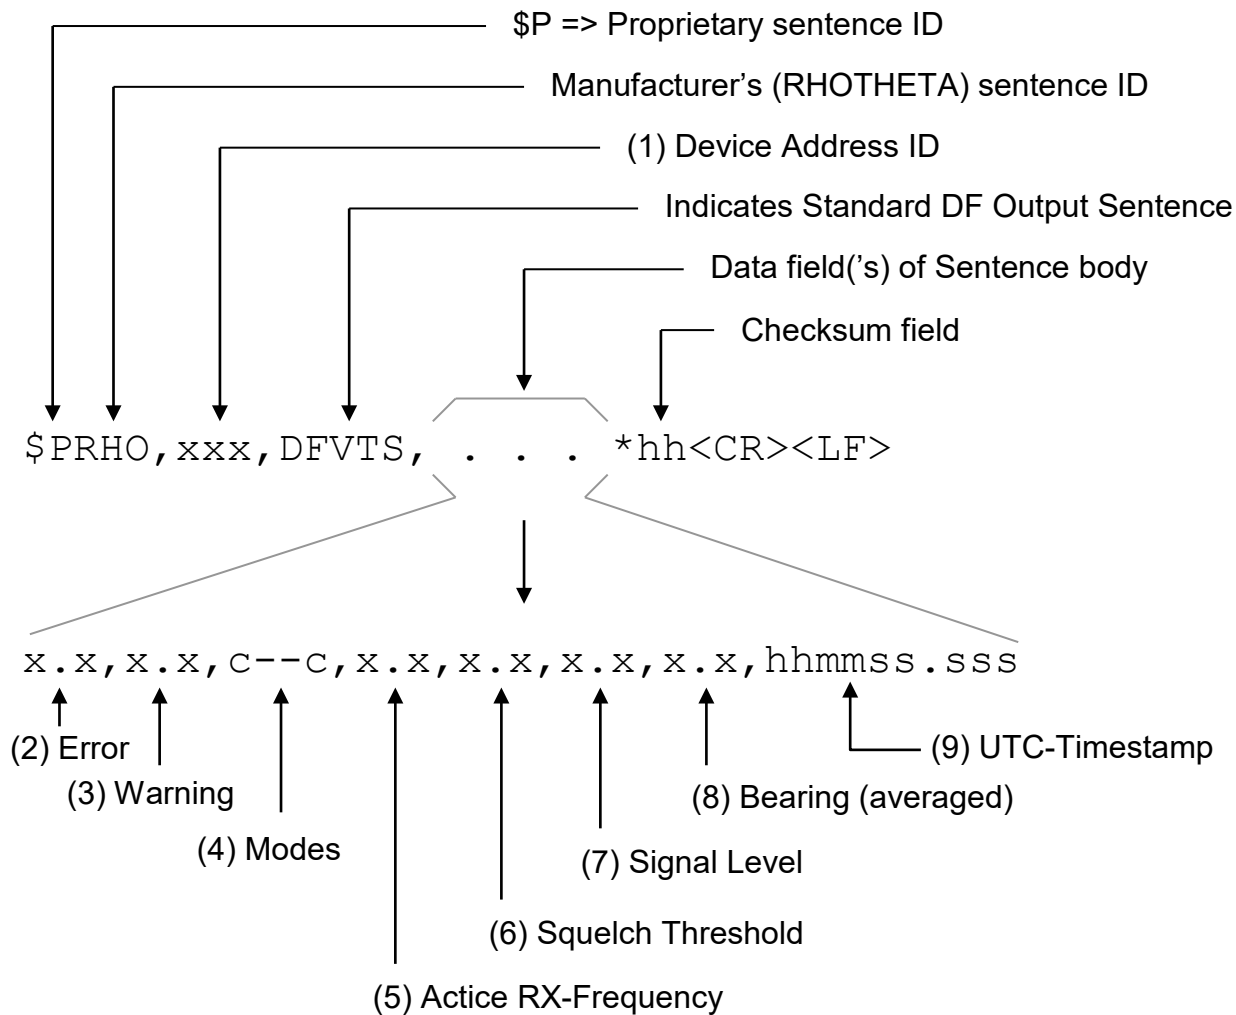 $P => Proprietary sentence ID
Manufacturer’s (RHOTHETA) sentence ID
(1) Device Address ID
Indicates Standard DF Output Sentence
Data field(’s) of Sentence body
Checksum field
$PRHO,xxx,DFVTS, . . . *hh<CR><LF>
x.x,x.x,c--c,x.x,x.x,x.x,x.x,hhmmss.sss
(2) Error
(9) UTC-Timestamp
(3) Warning
(8) Bearing (averaged)
(4) Modes
(7) Signal Level
(6) Squelch Threshold
(5) Actice RX-Frequency